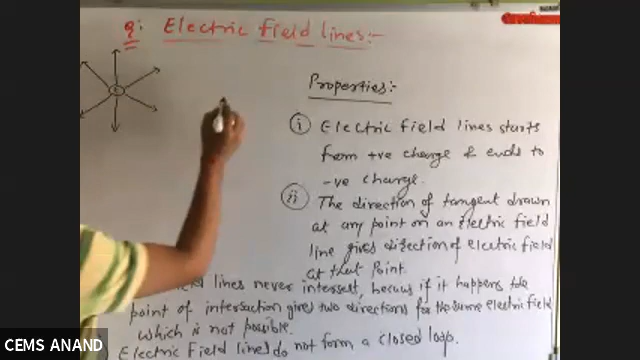 Q: Electric Field lines:-
Properties:-
(i) Electric field lines starts
from +ve charge & ends to
-ve charge.
(ii) The direction of tangent drawn
at any point on an electric field
line gives direction of electric field
at that point.
lines never intersect, becaus if it happens the
point of intersection gives two directions for the same electric field
which is not possible.
Electric Field lines do not form a closed loop.
CEMS ANAND